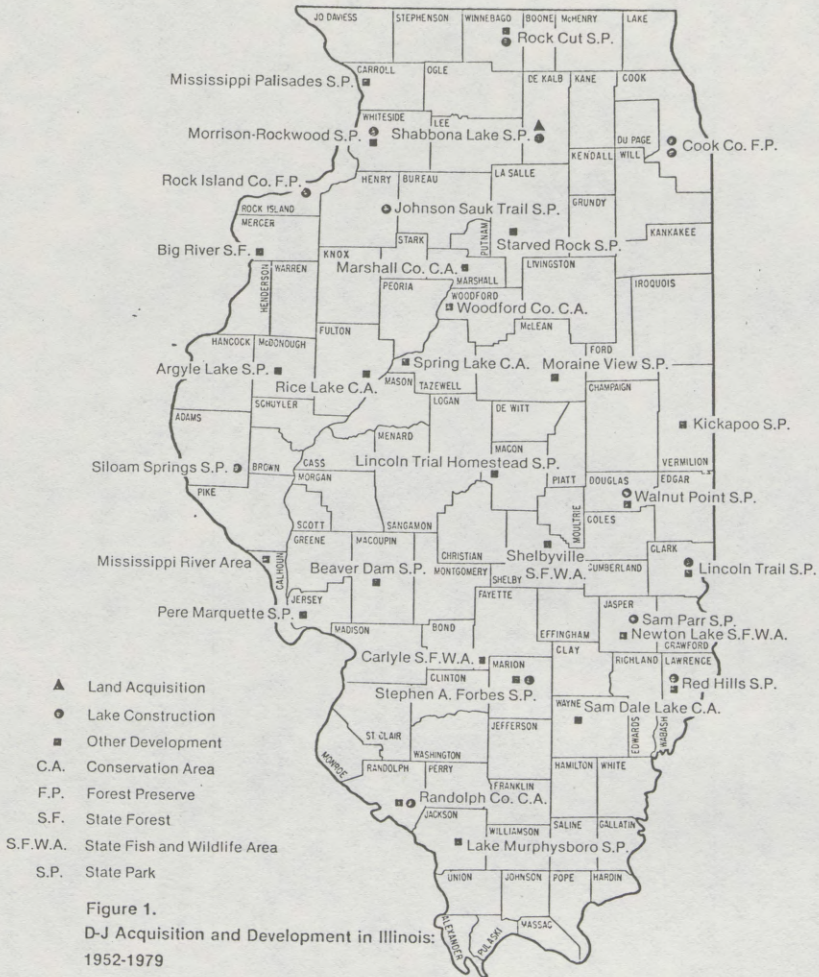 JO DAVIESS
STEPHENSON
WINNEBAGO
BOONE
McHENRY
LAKE
Rock Cut S.P.
CARROLL
OGLE
DE KALB
KANE
COOK
Mississippi Palisades S.P.
WHITESIDE
LEE
Morrison-Rockwood S.P.
Shabbona Lake S.P.
DU PAGE
Cook Co. F.P.
KENDALL
WILL
Rock Island Co. F.P.
HENRY
BUREAU
LA SALLE
ROCK ISLAND
Johnson Sauk Trail S.P.
GRUNDY
MERCER
KANKAKEE
STARK
PUTNAM
Starved Rock S.P.
Big River S.F.
KNOX
HENDERSON
WARREN
Marshall Co. C.A.
MARSHALL
LIVINGSTON
PEORIA
IROQUOIS
WOODFORD
Woodford Co. C.A.
McLEAN
FULTON
HANCOCK
McDONOUGH
FORD
Argyle Lake S.P.
Spring Lake C.A.
Moraine View S.P.
Rice Lake C.A.
MASON
TAZEWELL
CHAMPAIGN
SCHUYLER
LOGAN
DE WITT
ADAMS
Kickapoo S.P.
MENARD
MACON
VERMILION
Siloam Springs S.P.
BROWN
CASS
Lincoln Trial Homestead S.P.
MORGAN
PIATT
DOUGLAS
EDGAR
PIKE
Walnut Point S.P.
MOULTRIE
COLES
SCOTT
SANGAMON
GREENE
MACOUPIN
CHRISTIAN
Shelbyville
S.F.W.A.
CLARK
Mississippi River Area
CALHOUN
Beaver Dam S.P.
MONTGOMERY
SHELBY
CUMBERLAND
Lincoln Trail S.P.
JERSEY
FAYETTE
JASPER
Pere Marquette S.P.
Sam Parr S.P.
MADISON
BOND
EFFINGHAM
Newton Lake S.F.W.A.
CLAY
CRAWFORD
Carlyle S.F.W.A.
MARION
RICHLAND
LAWRENCE
CLINTON
Red Hills S.P.
Stephen A. Forbes S.P.
WAYNE
Sam Dale Lake C.A.
ST CLAIR
JEFFERSON
EDWARDS
WABASH
MONROE
WASHINGTON
RANDOLPH
PERRY
HAMILTON
WHITE
FRANKLIN
Randolph Co. C.A.
JACKSON
WILLIAMSON
SALINE
GALLATIN
Lake Murphysboro S.P.
UNION
JOHNSON
POPE
HARDIN
ALEXANDER
PULASKI
MASSAC
Land Acquisition
Lake Construction
Other Development
C.A. Conservation Area
F.P. Forest Preserve
S.F. State Forest
S.F.W.A. State Fish and Wildlife Area
S.P. State Park
Figure 1.
D-J Acquisition and Development in Illinois:
1952-1979